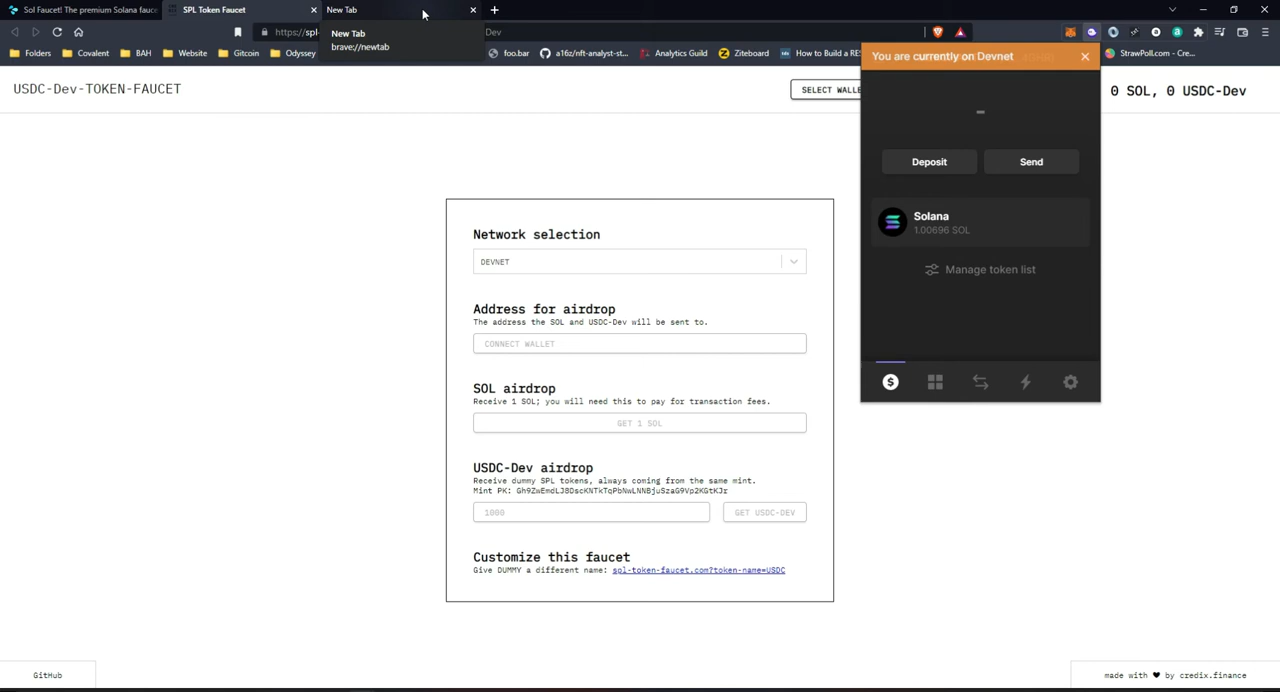 Sol Faucet! The premium Solana fauce
SPL Token Faucet
New Tab
https://spl-
Dev
New Tab
brave://newtab
Folders
Covalent
BAH
Website
Gitcoin
Odyssey
foo.bar
a16z/nft-analyst-st...
Analytics Guild
Ziteboard
How to Build a RES
StrawPoll.com - Cre...
You are currently on Devnet
USDC-Dev-TOKEN-FAUCET
SELECT WALLE
0 SOL, 0 USDC-Dev
-
Deposit
Send
Solana
1.00696 SOL
Manage token list
Network selection
DEVNET
Address for airdrop
The address the SOL and USDC-Dev will be sent to.
CONNECT WALLET
SOL airdrop
Receive 1 SOL; you will need this to pay for transaction fees.
GET 1 SOL
USDC-Dev airdrop
Receive dummy SPL tokens, always coming from the same mint.
Mint PK: Gh9ZwEmdLJ8DscKNTkTqPbNwLNNBjuSzaG9Vp2KGtKJr
1000
GET USDC-DEV
Customize this faucet
Give DUMMY a different name: spl-token-faucet.com?token-name=USDC
GitHub
made with ♥ by credix.finance